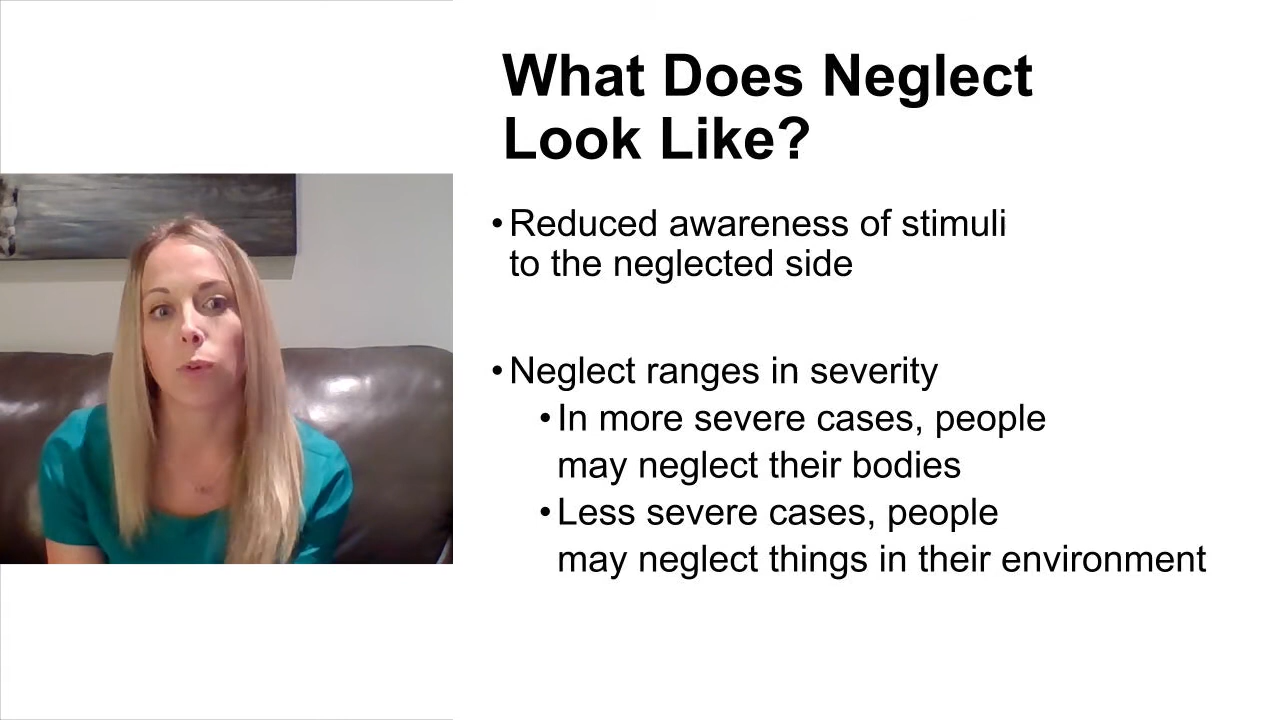 What Does Neglect
Look Like?
•Reduced awareness of stimuli
to the neglected side
•Neglect ranges in severity
•In more severe cases, people
may neglect their bodies
•Less severe cases, people
may neglect things in their environment